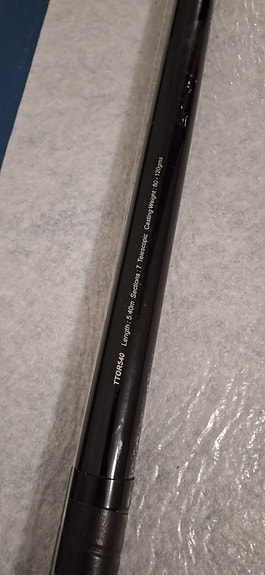 TTOR540 Length : 5.40m Sections : 7 Telescopic Casting Weight : 60 - 120gms